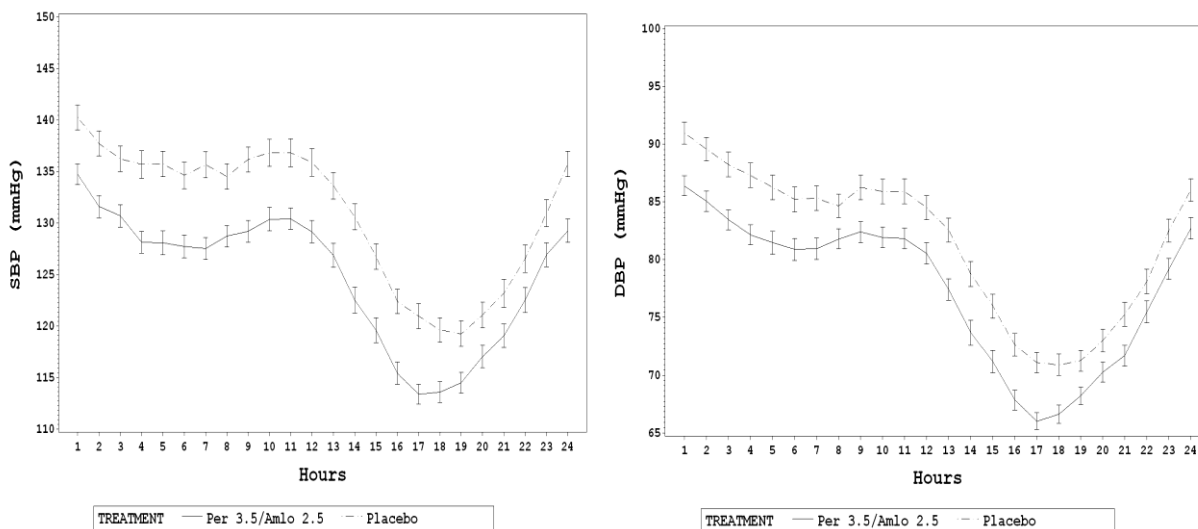 SBP (mmHg)
150
145
140
135
130
125
120
115
110
1 2 3 4 5 6 7 8 9 10 11 12 13 14 15 16 17 18 19 20 21 22 23 24
Hours
TREATMENT Per 3.5/Amlo 2.5 Placebo
DBP (mmHg)
100
95
90
85
80
75
70
65
1 2 3 4 5 6 7 8 9 10 11 12 13 14 15 16 17 18 19 20 21 22 23 24
Hours
TREATMENT Per 3.5/Amlo 2.5 Placebo